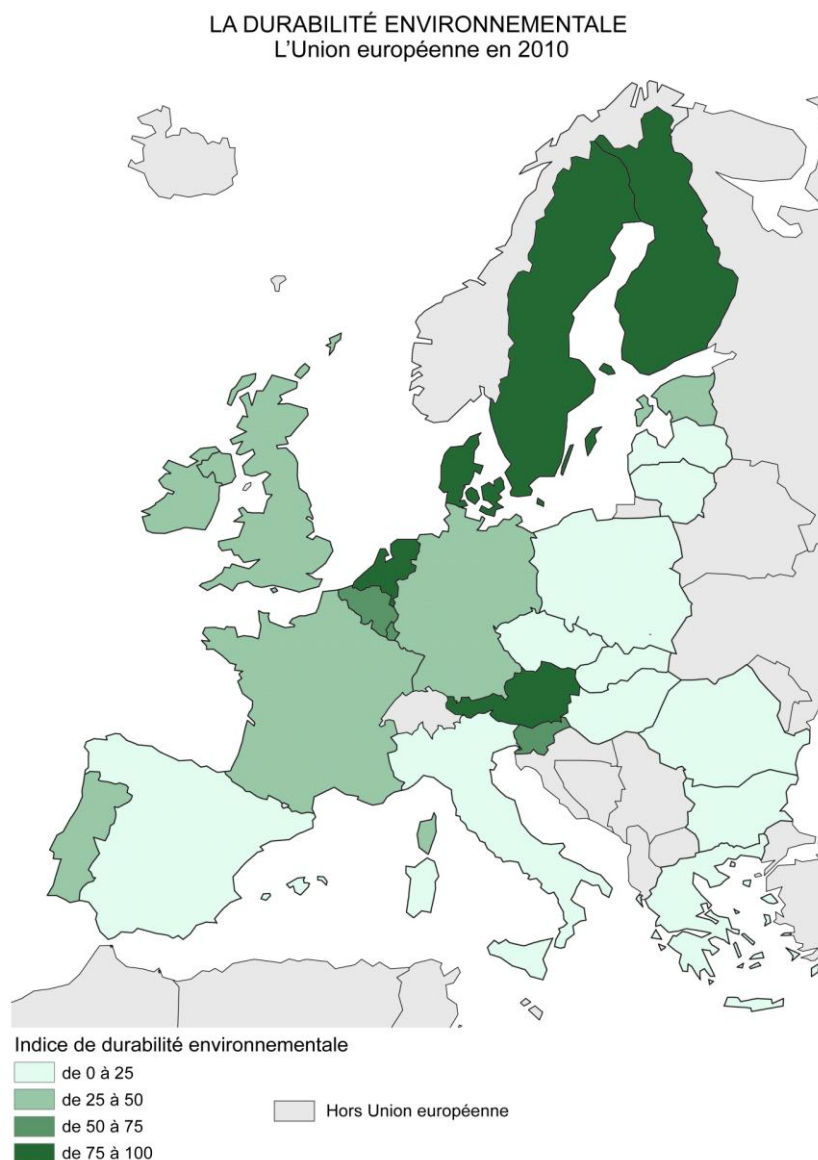 LA DURABILITÉ ENVIRONNEMENTALE
L’Union européenne en 2010
Indice de durabilité environnementale
de 0 à 25
de 25 à 50
de 50 à 75
de 75 à 100
Hors Union européenne